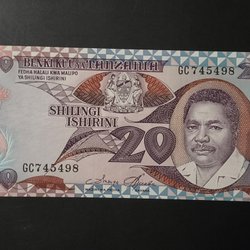 BENKI KUU YA TANZANIA
FEDHA HALALI KWA MALIPO
YA SHILINGI ISHIRINI
GC745498
SHILINGI
ISHIRINI
20
GC745498